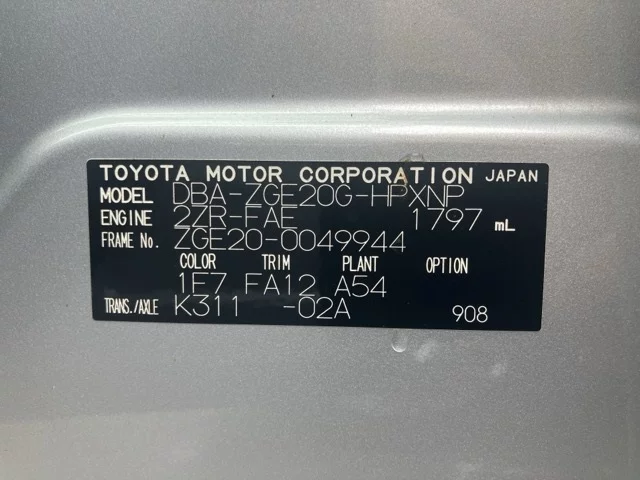 TOYOTA MOTOR CORPORATION JAPAN
MODEL DBA-ZGE20G-HPXNP
ENGINE 2ZR-FAE 1797 mL
FRAME No. ZGE20-0049944
COLOR TRIM PLANT OPTION
1F7 FA12 A54
TRANS./AXLE K311 -02A 908